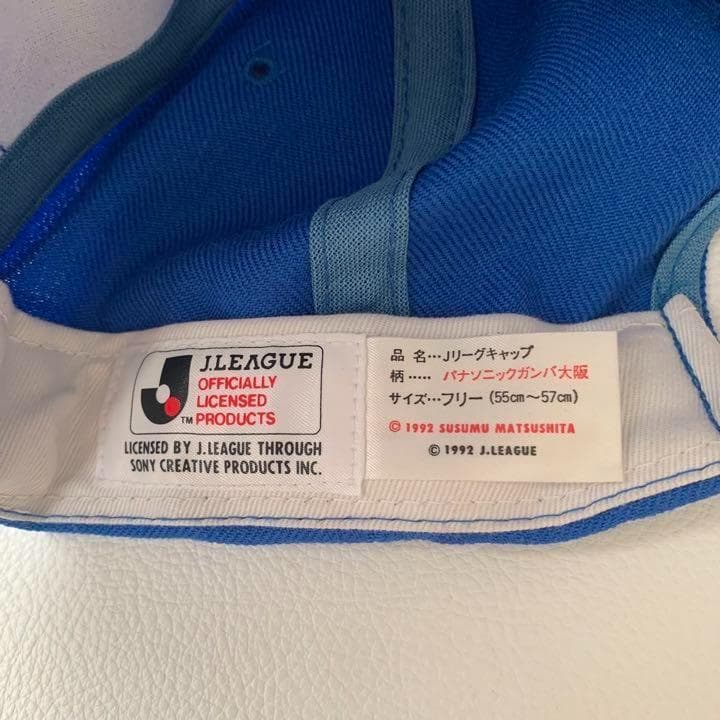 J.LEAGUE
OFFICIALLY
LICENSED
™PRODUCTS
LICENSED BY J.LEAGUE THROUGH
SONY CREATIVE PRODUCTS INC.
品 名…Jリーグキャップ
柄 ‥‥‥ パナソニックガンバ大阪
サイズ…フリー (55㎝～57㎝)
© 1992 SUSUMU MATSUSHITA
© 1992 J.LEAGUE